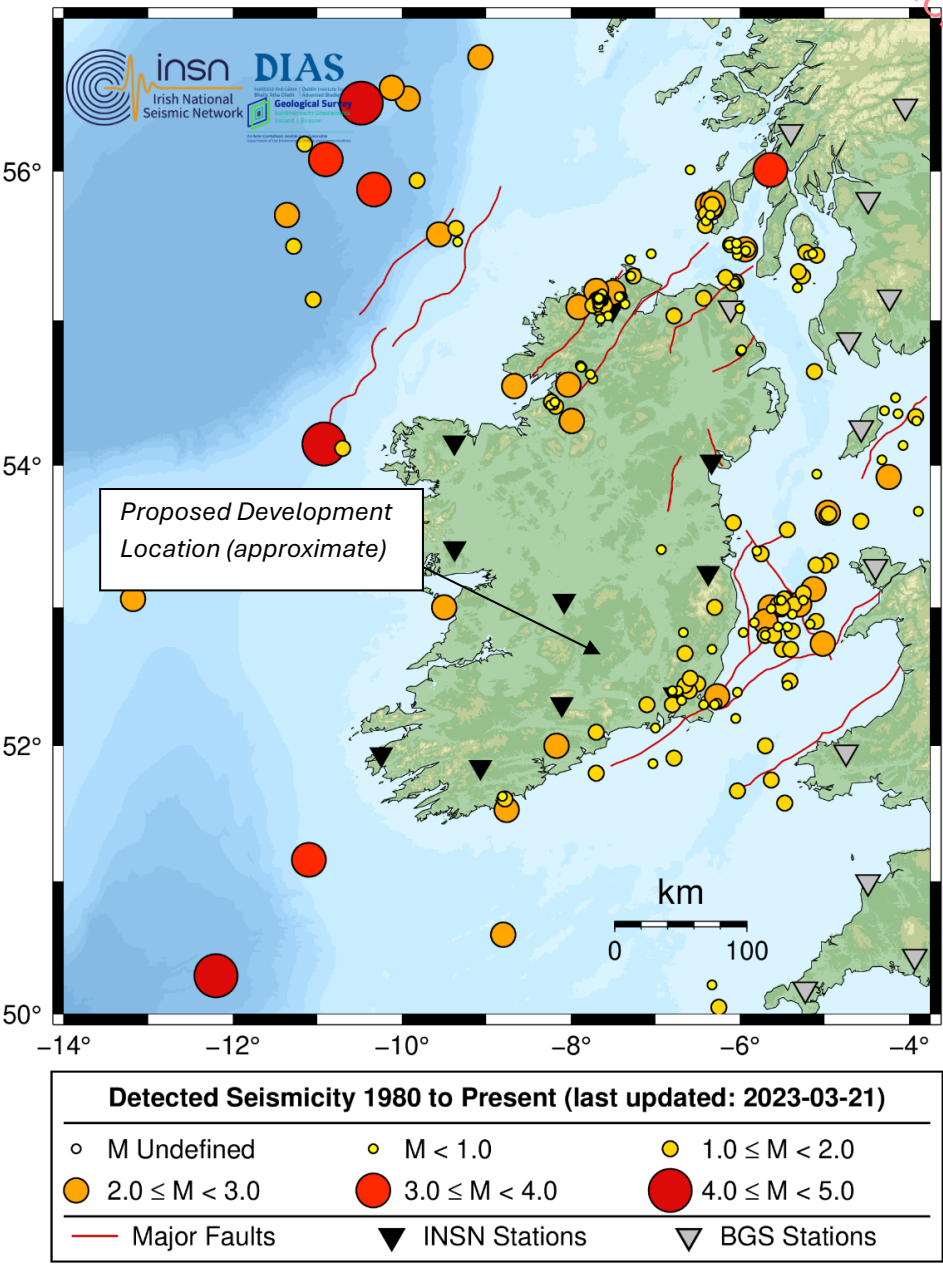 insn
Irish National
Seismic Network
DIAS
Geological Survey
56°
54°
52°
50°
Proposed Development
Location (approximate)
km
0 100
−14° −12° −10° −8° −6° −4°
Detected Seismicity 1980 to Present (last updated: 2023-03-21)
M Undefined M < 1.0 1.0 ≤ M < 2.0
2.0 ≤ M < 3.0 3.0 ≤ M < 4.0 4.0 ≤ M < 5.0
Major Faults INSN Stations BGS Stations